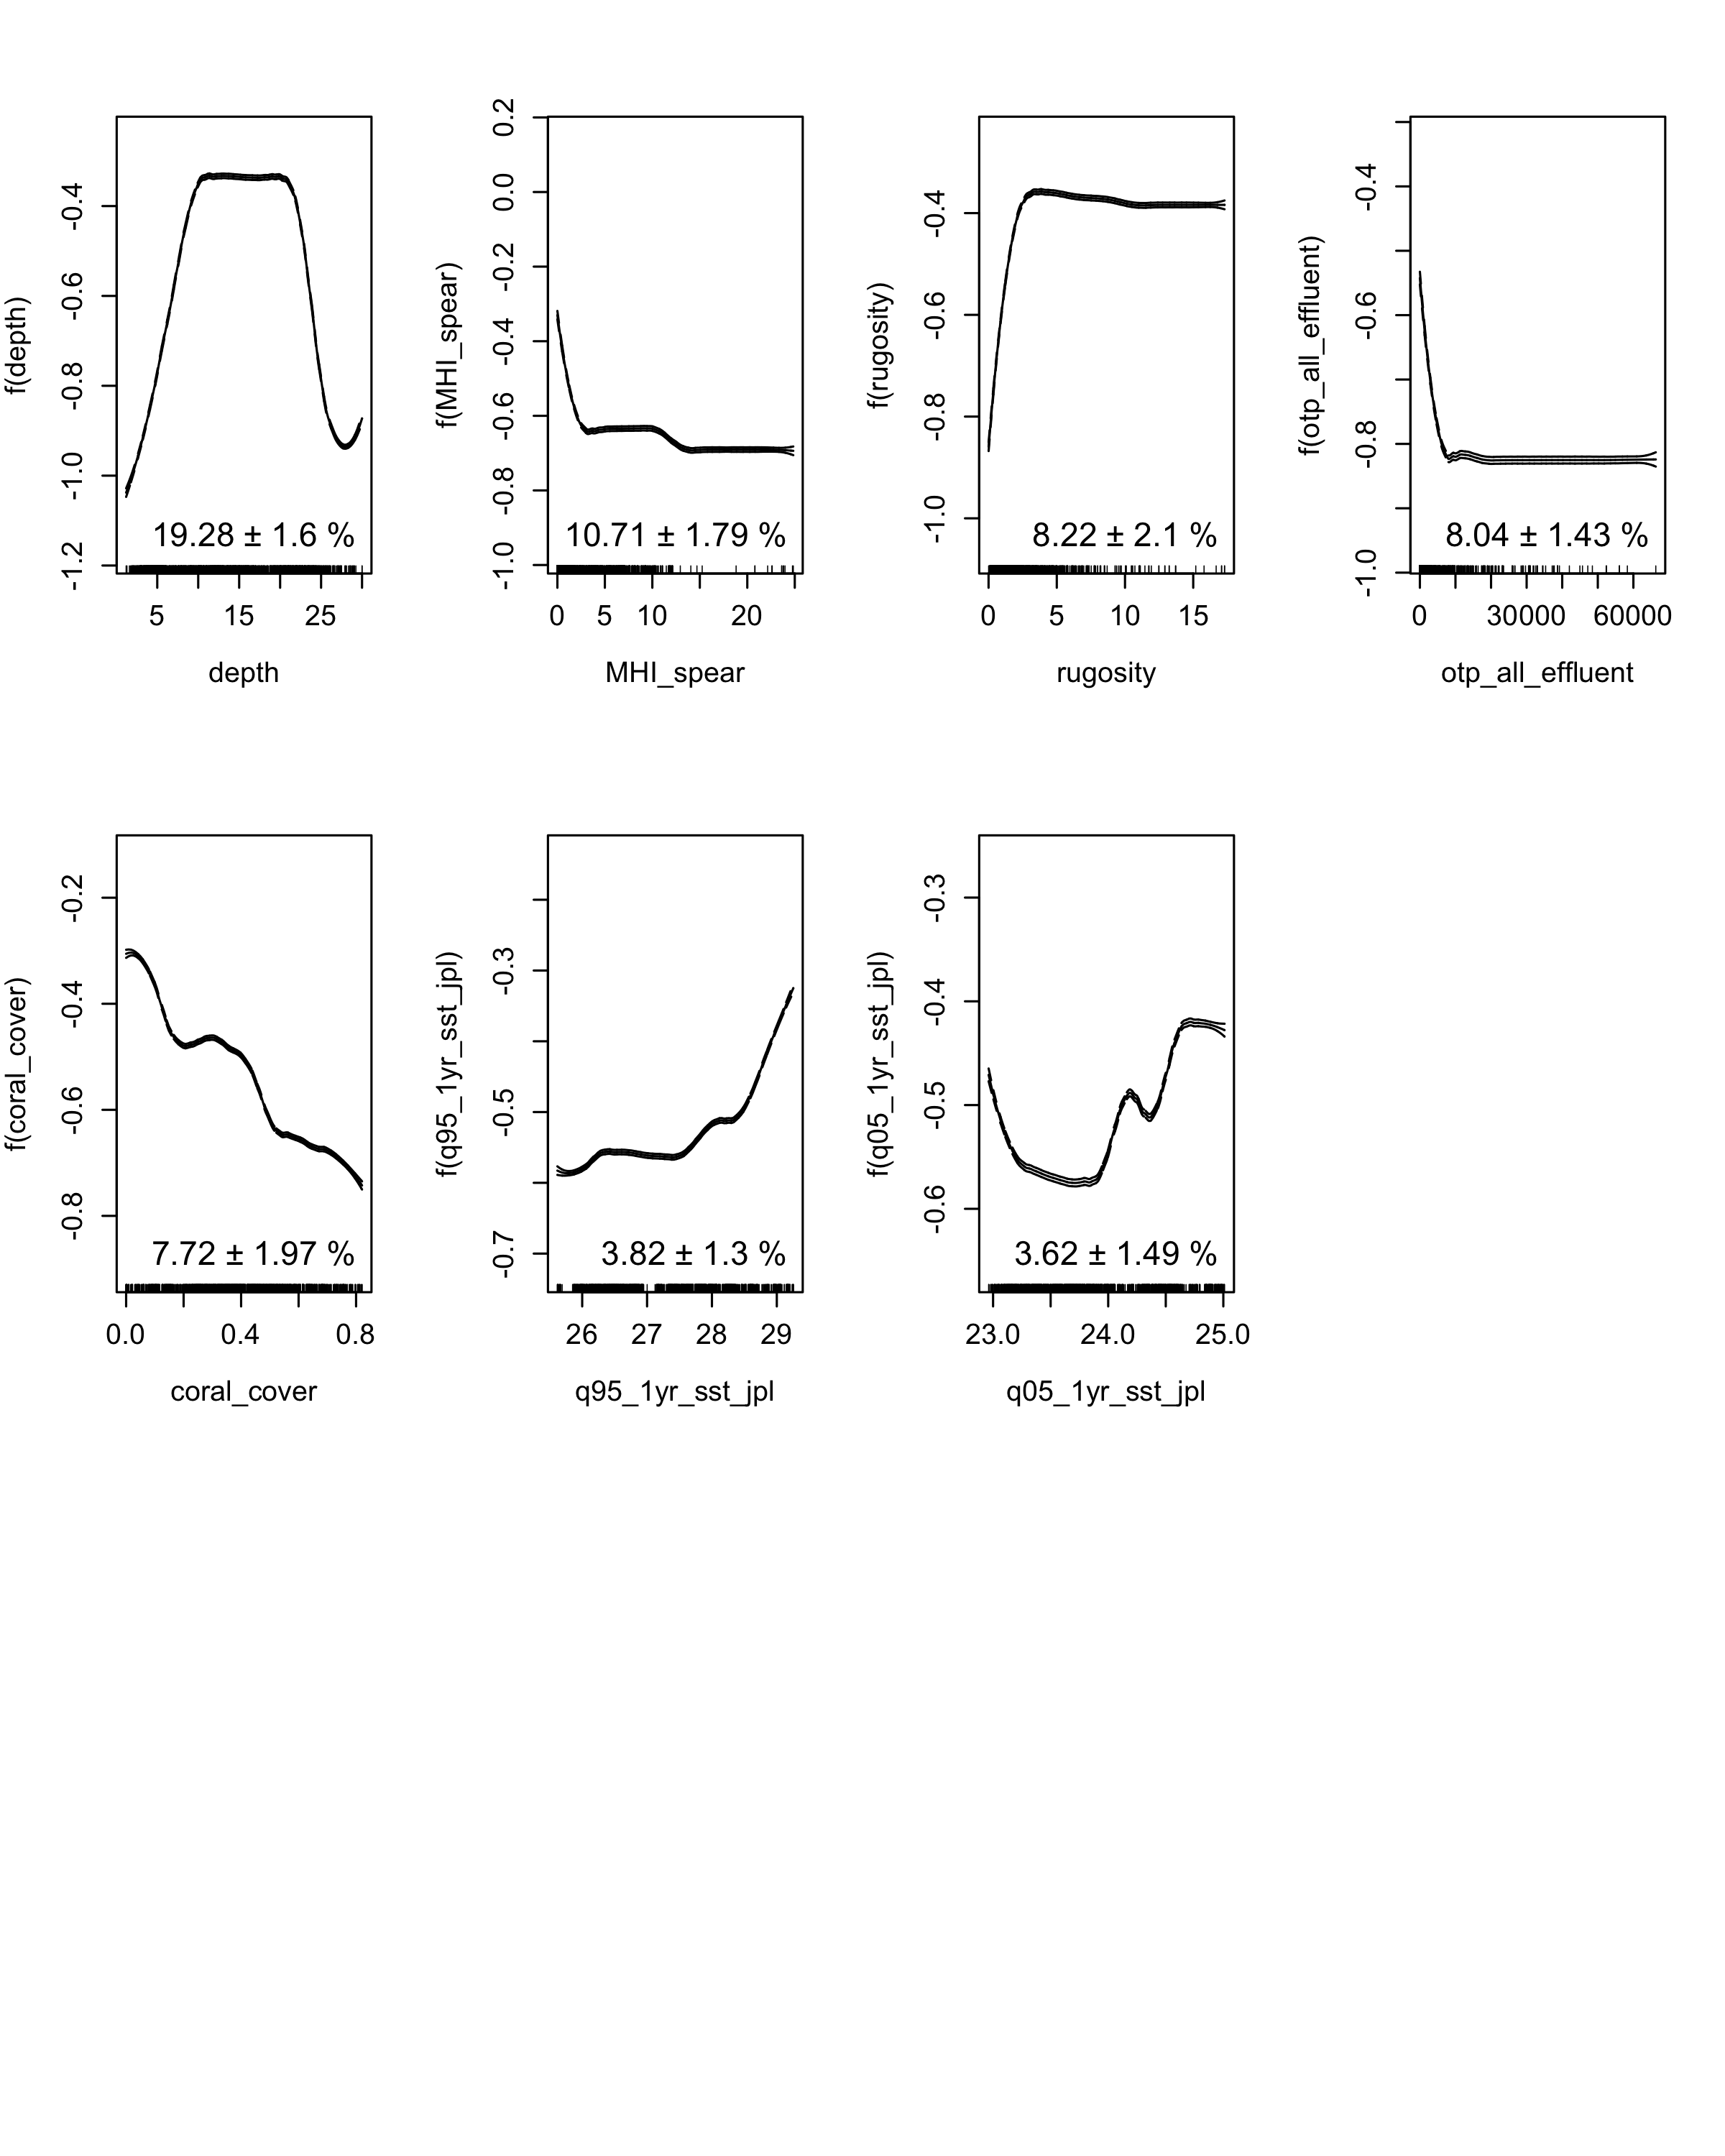 f(depth)
-1.2 -1.0 -0.8 -0.6 -0.4
19.28 ± 1.6 %
5 15 25
depth
f(MHI_spear)
-1.0 -0.8 -0.6 -0.4 -0.2 0.0 0.2
10.71 ± 1.79 %
0 5 10 20
MHI_spear
f(rugosity)
-1.0 -0.8 -0.6 -0.4
8.22 ± 2.1 %
0 5 10 15
rugosity
f(otp_all_effluent)
-1.0 -0.8 -0.6 -0.4
8.04 ± 1.43 %
0 30000 60000
otp_all_effluent
f(coral_cover)
-0.8 -0.6 -0.4 -0.2
7.72 ± 1.97 %
0.0 0.4 0.8
coral_cover
f(q95_1yr_sst_jpl)
-0.7 -0.5 -0.3
3.82 ± 1.3 %
26 27 28 29
q95_1yr_sst_jpl
f(q05_1yr_sst_jpl)
-0.6 -0.5 -0.4 -0.3
3.62 ± 1.49 %
23.0 24.0 25.0
q05_1yr_sst_jpl